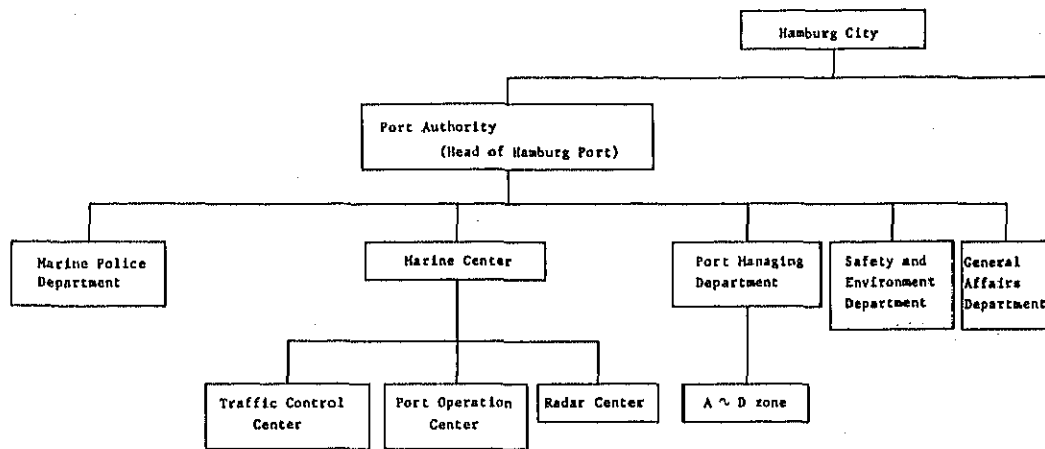 Hamburg City
Port Authority
(Head of Hamburg Port)
Marine Police
Department
Marine Center
Port Managing
Department
Safety and
Environment
Department
General
Affairs
Department
Traffic Control
Center
Port Operation
Center
Radar Center
A ~ D zone